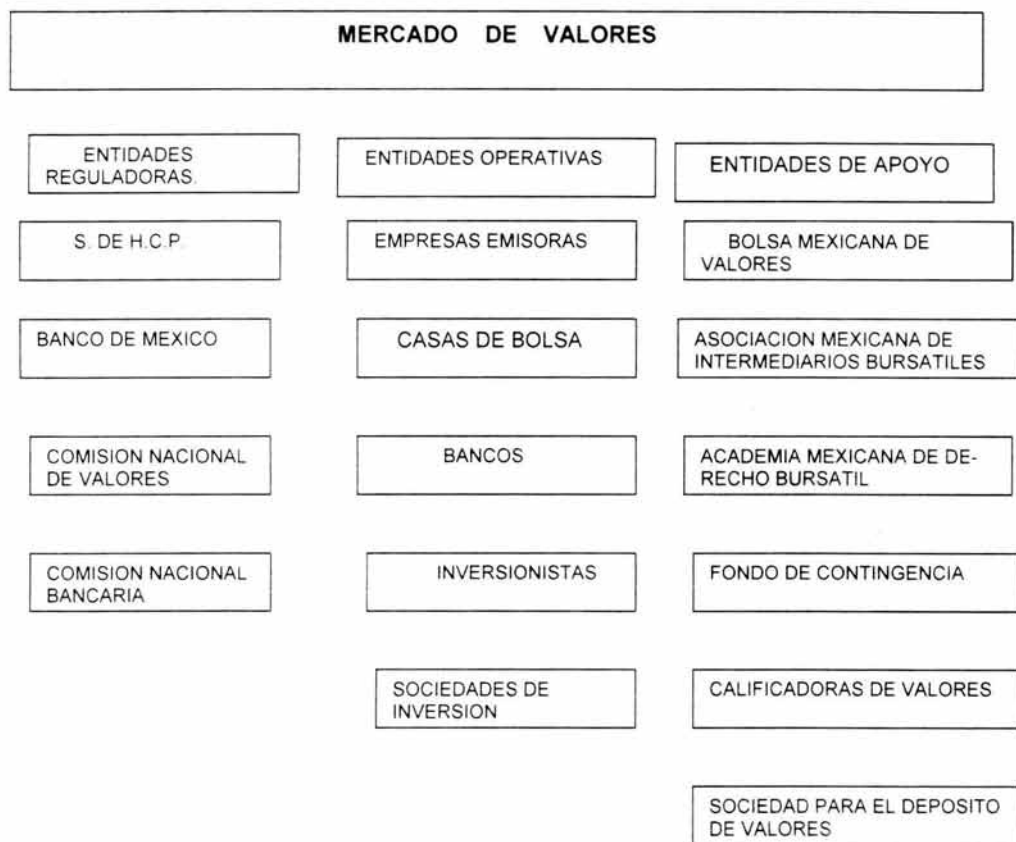 MERCADO DE VALORES
ENTIDADES
REGULADORAS.
ENTIDADES OPERATIVAS
ENTIDADES DE APOYO
S. DE H.C.P.
EMPRESAS EMISORAS
BOLSA MEXICANA DE
VALORES
BANCO DE MEXICO
CASAS DE BOLSA
ASOCIACION MEXICANA DE
INTERMEDIARIOS BURSATILES
COMISION NACIONAL
DE VALORES
BANCOS
ACADEMIA MEXICANA DE DE-
RECHO BURSATIL
COMISION NACIONAL
BANCARIA
INVERSIONISTAS
FONDO DE CONTINGENCIA
SOCIEDADES DE
INVERSION
CALIFICADORAS DE VALORES
SOCIEDAD PARA EL DEPOSITO
DE VALORES